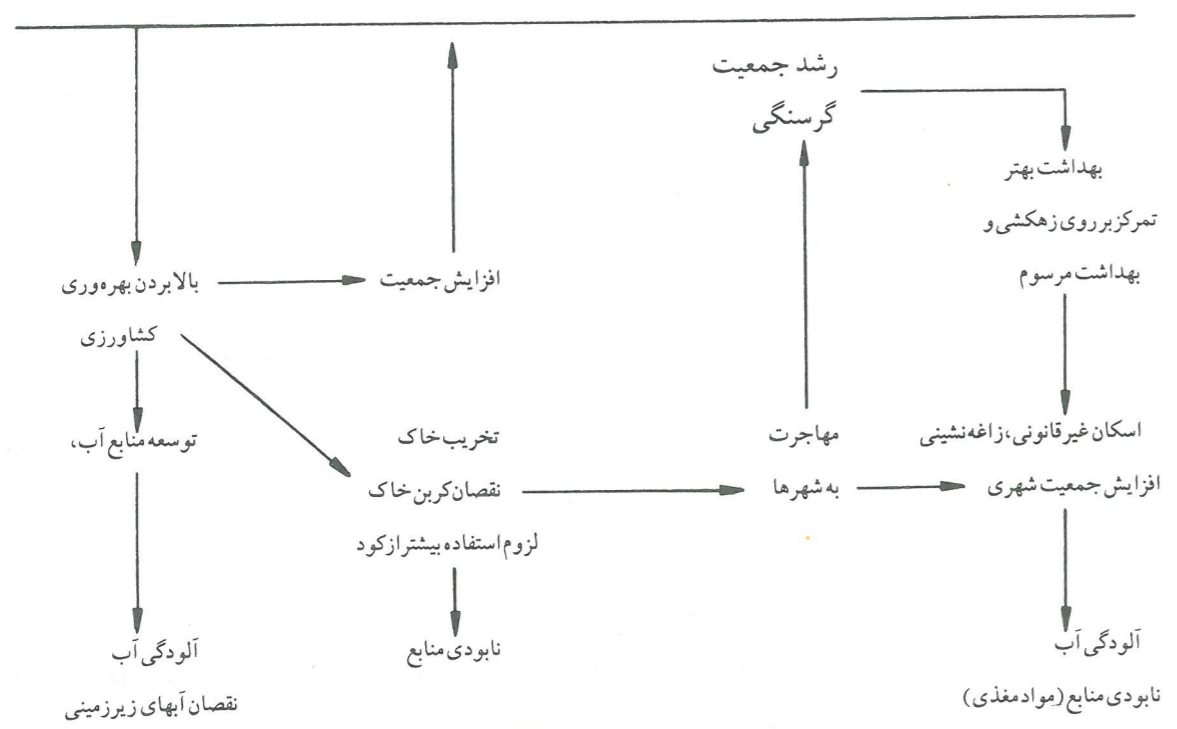 رشد جمعیت
گرسنگی
بهداشت بهتر
تمرکز بر روی زهکشی و
بهداشت مرسوم
افزایش جمعیت
بالا بردن بهره‌وری
کشاورزی
اسکان غیرقانونی، زاغه‌نشینی
افزایش جمعیت شهری
مهاجرت
به شهرها
تخریب خاک
نقصان کربن خاک
لزوم استفاده بیشتر از کود
توسعه منابع آب،
آلودگی آب
نابودی منابع (مواد مغذی)
نابودی منابع
آلودگی آب
نقصان آبهای زیرزمینی